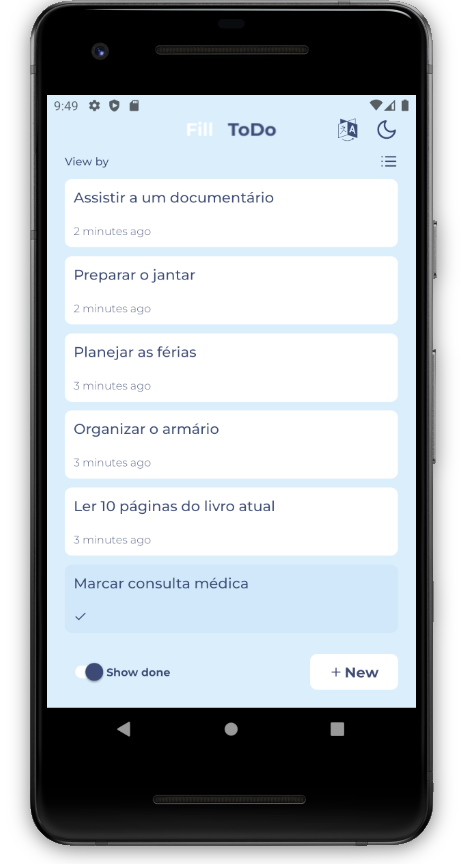 9:49
Fill ToDo
View by
Assistir a um documentário
2 minutes ago
Preparar o jantar
2 minutes ago
Planejar as férias
3 minutes ago
Organizar o armário
3 minutes ago
Ler 10 páginas do livro atual
3 minutes ago
Marcar consulta médica
Show done
+ New